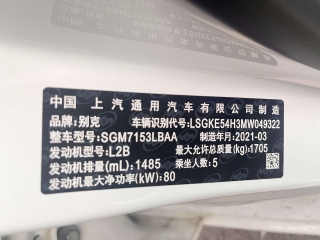 中国 上汽通用汽车有限公司制造
品牌:别克 车辆识别代号:LSGKE54H3MW049322
整车型号:SGM7153LBAA 制造年月:2021-03
发动机型号:L2B 最大允许总质量(kg):1705
发动机排量(mL):1485 乘坐人数:5
发动机最大净功率(kW):80